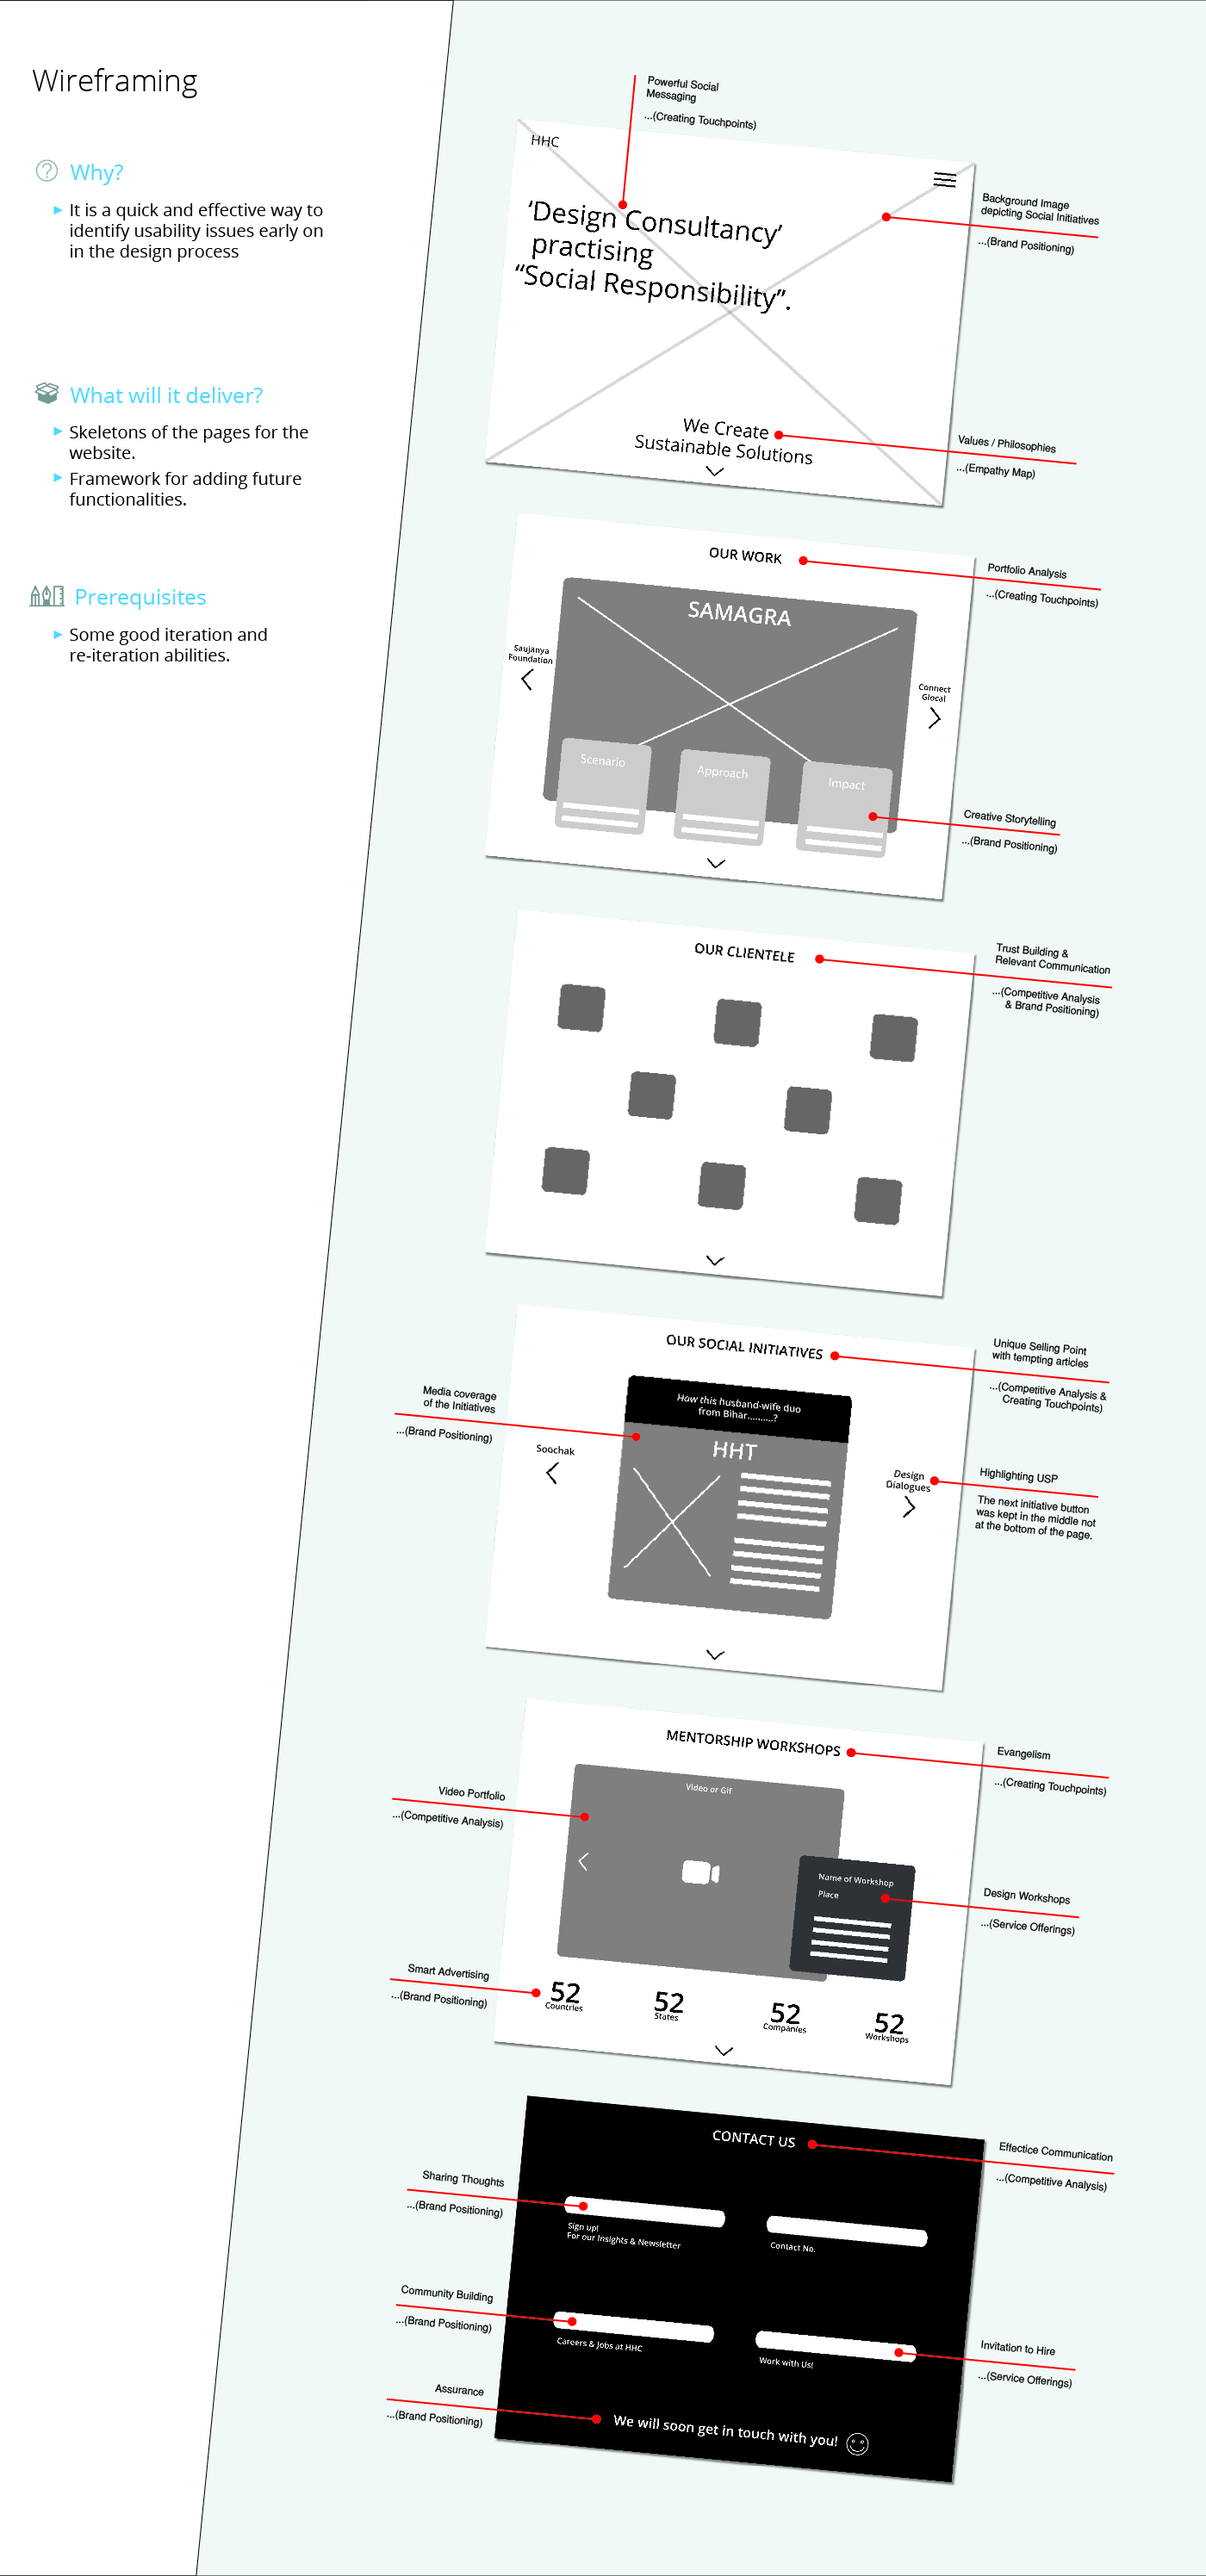 Wireframing
Why?
It is a quick and effective way to
identify usability issues early on
in the design process
What will it deliver?
Skeletons of the pages for the
website.
Framework for adding future
functionalities.
Prerequisites
Some good iteration and
re-iteration abilities.
Powerful Social
Messaging
...(Creating Touchpoints)
HHC
‘Design Consultancy’
practising
“Social Responsibility”.
Background Image
depicting Social Initiatives
...(Brand Positioning)
We Create
Sustainable Solutions
Values / Philosophies
...(Empathy Map)
OUR WORK
Portfolio Analysis
...(Creating Touchpoints)
SAMAGRA
Saujanya
Foundation
Connect
Glocal
Scenario
Approach
Impact
Creative Storytelling
...(Brand Positioning)
OUR CLIENTELE
Trust Building &
Relevant Communication
...(Competitive Analysis
& Brand Positioning)
OUR SOCIAL INITIATIVES
Unique Selling Point
with tempting articles
...(Competitive Analysis &
Creating Touchpoints)
Media coverage
of the Initiatives
...(Brand Positioning)
How this husband-wife duo
from Bihar..........?
HHT
Soochak
Design
Dialogues
Highlighting USP
The next initiative button
was kept in the middle not
at the bottom of the page.
MENTORSHIP WORKSHOPS
Evangelism
...(Creating Touchpoints)
Video Portfolio
...(Competitive Analysis)
Video or Gif
Name of Workshop
Place
Design Workshops
...(Service Offerings)
Smart Advertising
...(Brand Positioning)
52
Countries
52
States
52
Companies
52
Workshops
CONTACT US
Effectice Communication
...(Competitive Analysis)
Sharing Thoughts
...(Brand Positioning)
Sign up!
For our Insights & Newsletter
Contact No.
Community Building
...(Brand Positioning)
Careers & Jobs at HHC
Work with Us!
Invitation to Hire
...(Service Offerings)
Assurance
...(Brand Positioning)
We will soon get in touch with you!